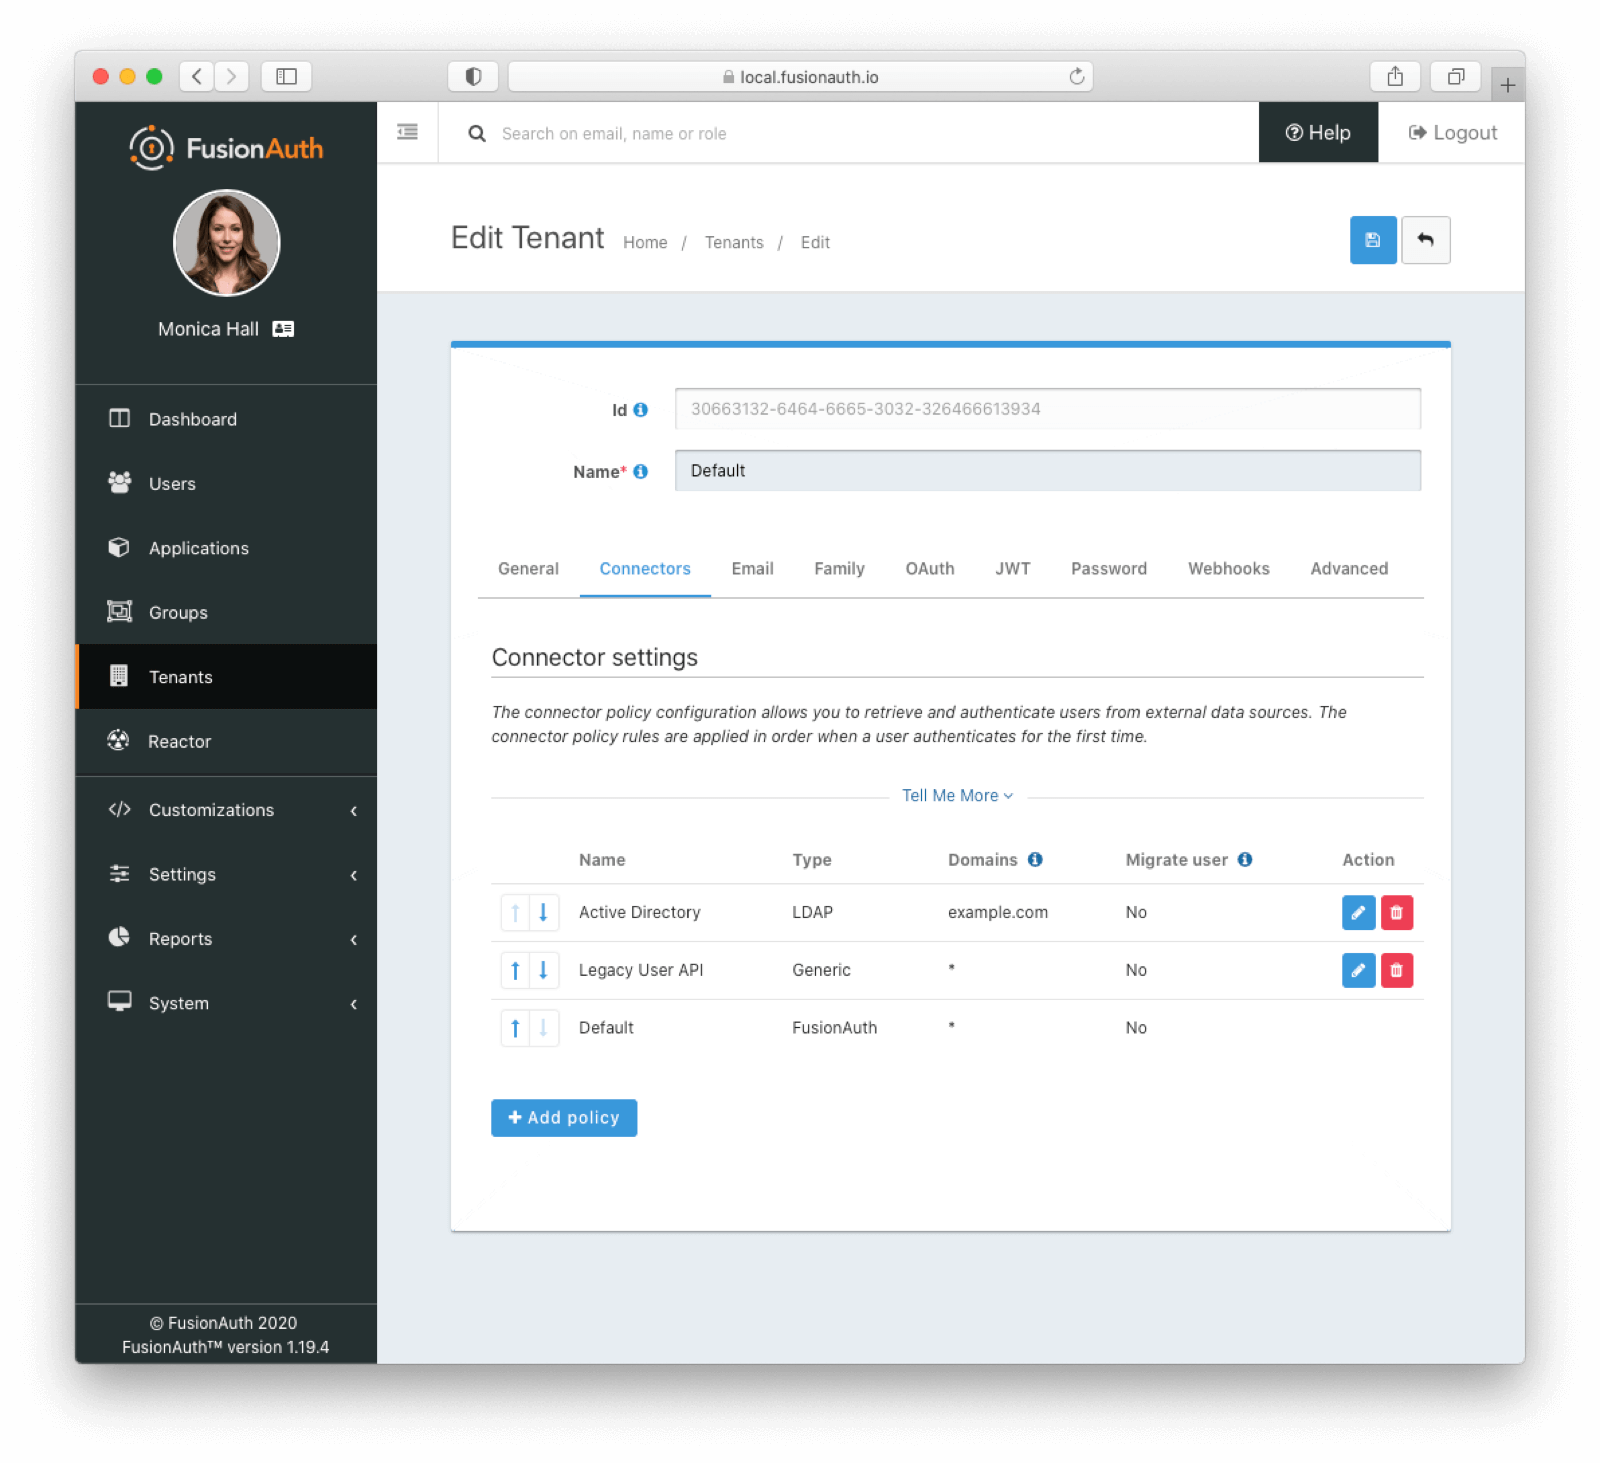 local.fusionauth.io
FusionAuth
Search on email, name or role
Help
Logout
Monica Hall
Edit Tenant Home / Tenants / Edit
Dashboard
Users
Applications
Groups
Tenants
Reactor
Customizations
Settings
Reports
System
© FusionAuth 2020
FusionAuth™ version 1.19.4
Id 30663132-6464-6665-3032-326466613934
Name* Default
General Connectors Email Family OAuth JWT Password Webhooks Advanced
Connector settings
The connector policy configuration allows you to retrieve and authenticate users from external data sources. The
connector policy rules are applied in order when a user authenticates for the first time.
Tell Me More
Name Type Domains Migrate user Action
Active Directory LDAP example.com No
Legacy User API Generic * No
Default FusionAuth * No
+ Add policy